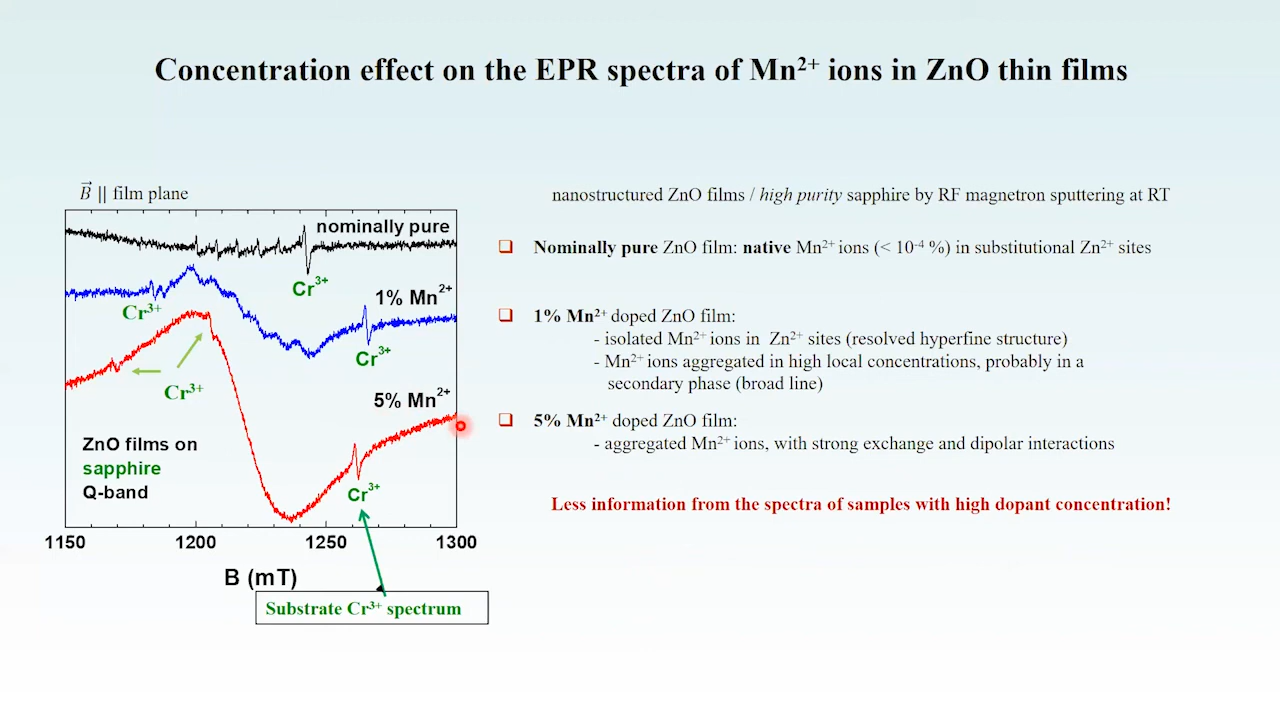 Concentration effect on the EPR spectra of Mn²⁺ ions in ZnO thin films
B⃗ || film plane
nominally pure
Cr³⁺
1% Mn²⁺
Cr³⁺
Cr³⁺
5% Mn²⁺
Cr³⁺
ZnO films on
sapphire
Q-band
Cr³⁺
1150 1200 1250 1300
B (mT)
Substrate Cr³⁺ spectrum
nanostructured ZnO films / high purity sapphire by RF magnetron sputtering at RT
❑ Nominally pure ZnO film: native Mn²⁺ ions (< 10⁻⁴ %) in substitutional Zn²⁺ sites
❑ 1% Mn²⁺ doped ZnO film:
- isolated Mn²⁺ ions in Zn²⁺ sites (resolved hyperfine structure)
- Mn²⁺ ions aggregated in high local concentrations, probably in a
secondary phase (broad line)
❑ 5% Mn²⁺ doped ZnO film:
- aggregated Mn²⁺ ions, with strong exchange and dipolar interactions
Less information from the spectra of samples with high dopant concentration!